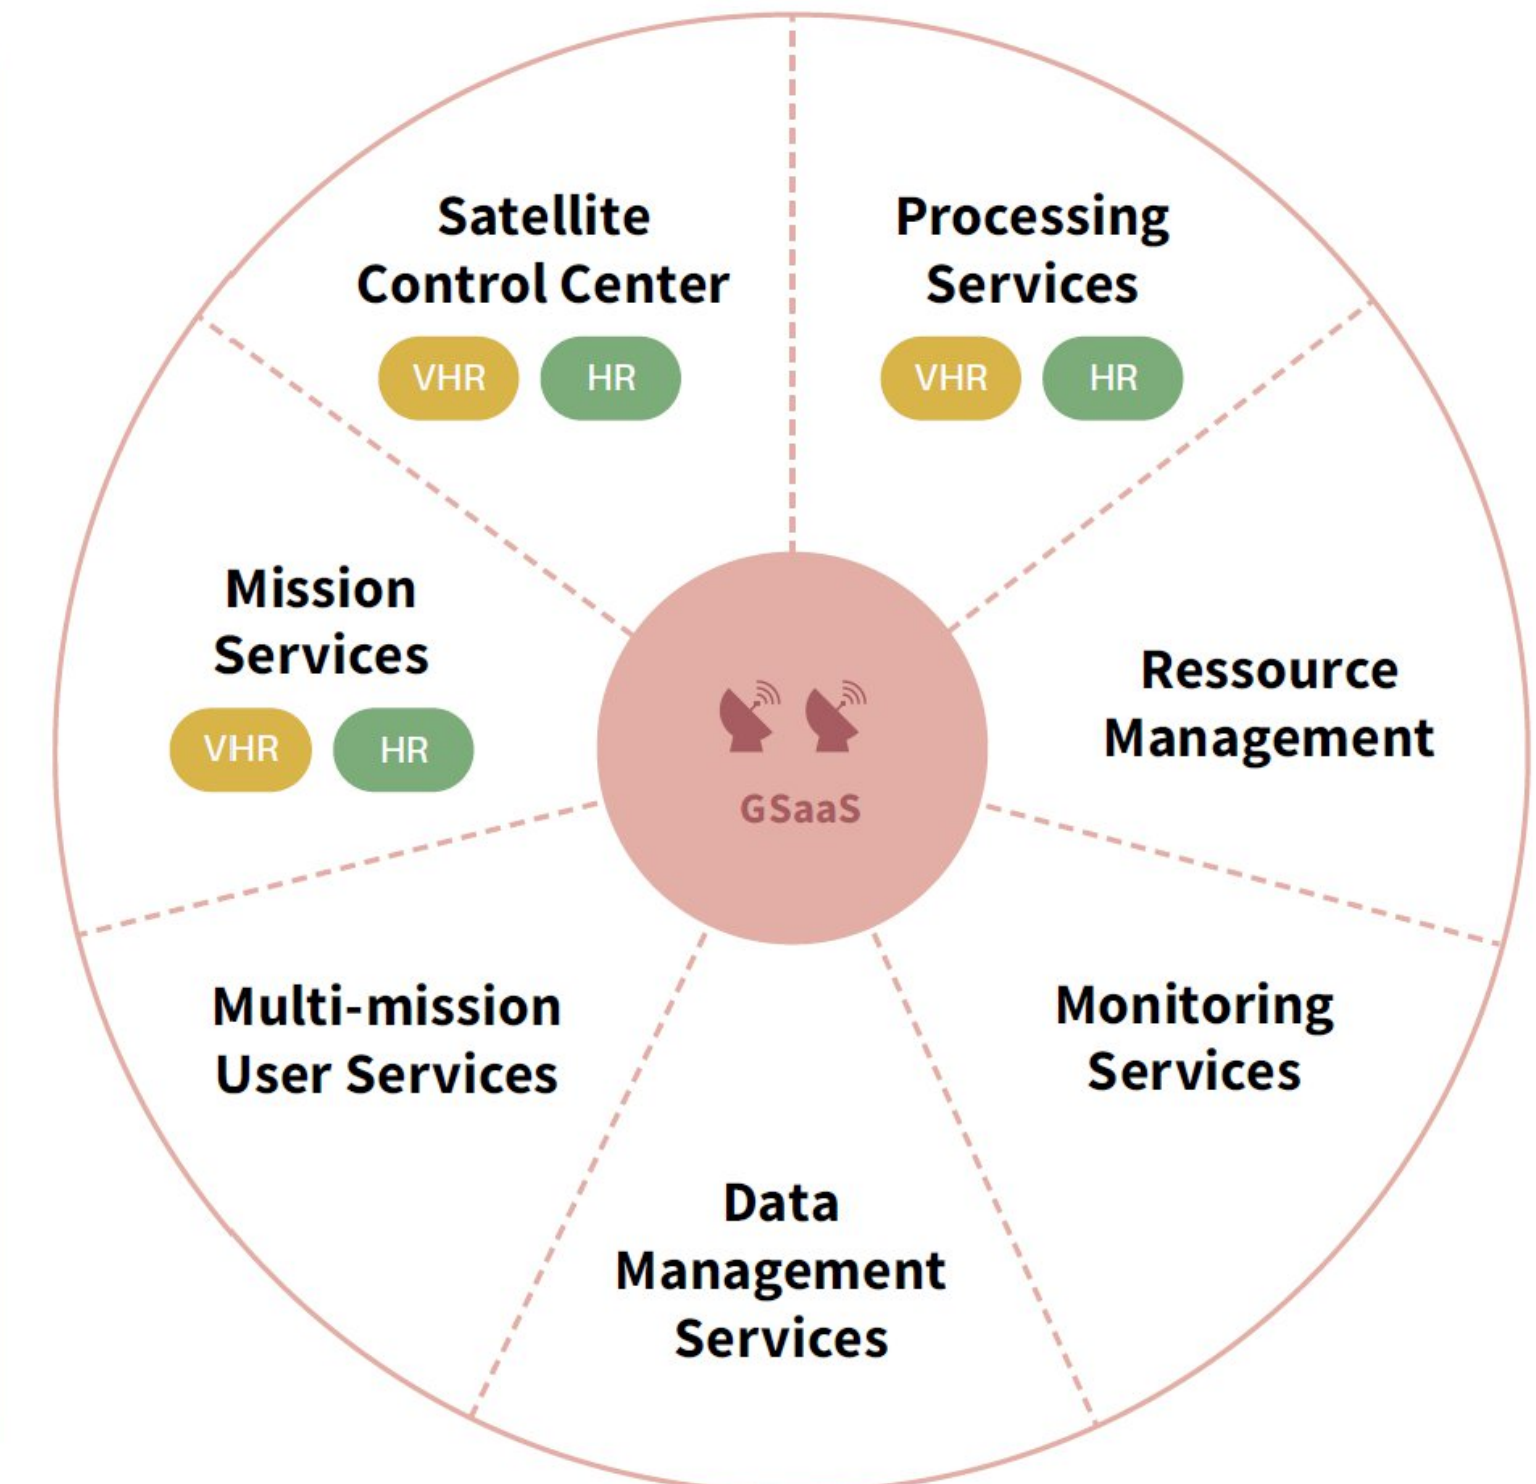 Satellite
Control Center
VHR HR
Processing
Services
VHR HR
Mission
Services
VHR HR
Ressource
Management
GSaaS
Multi-mission
User Services
Monitoring
Services
Data
Management
Services